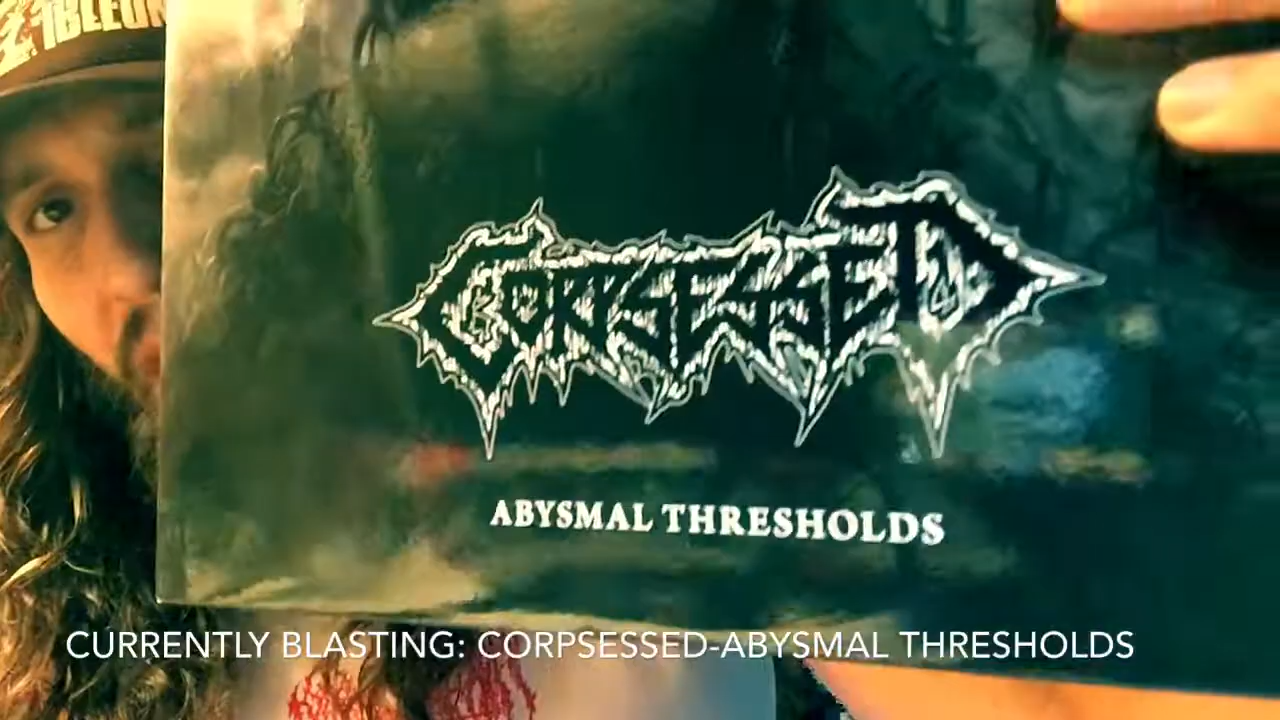 CORPSESSED
ABYSMAL THRESHOLDS
CURRENTLY BLASTING: CORPSESSED-ABYSMAL THRESHOLDS